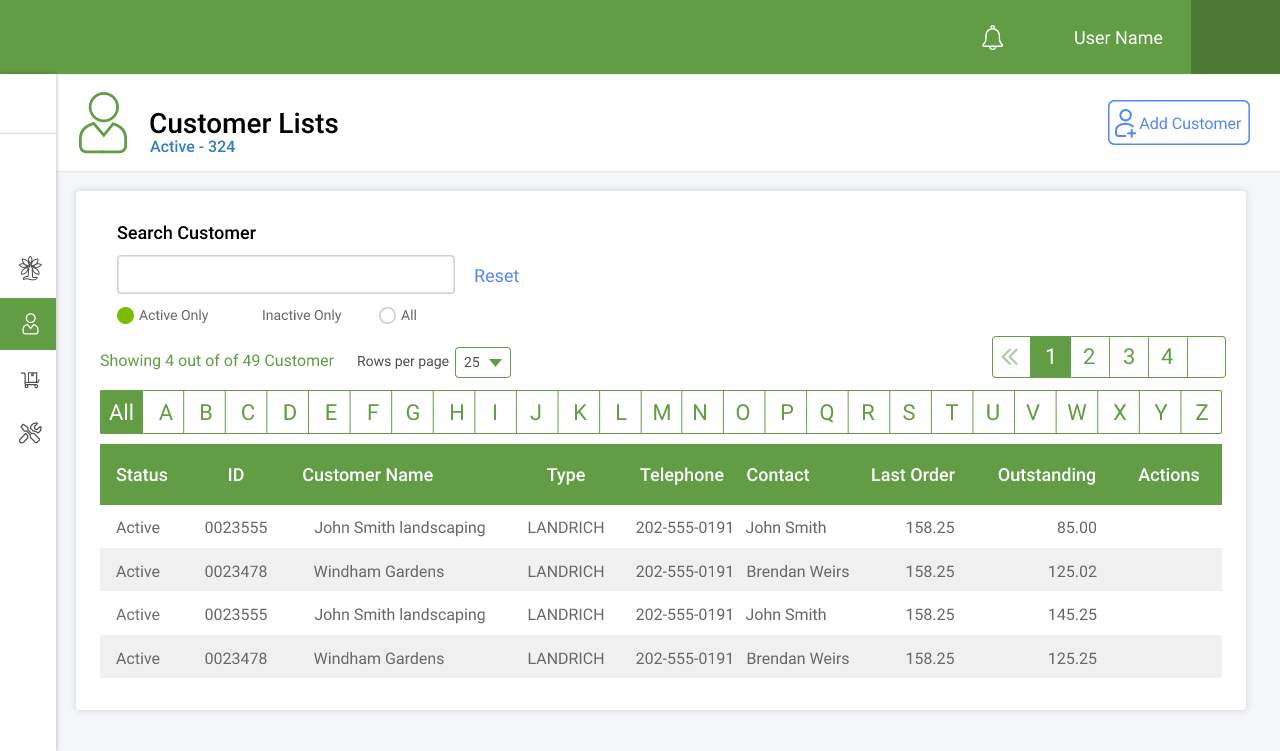 User Name
Customer Lists
Active - 324
Add Customer
Search Customer
Reset
Active Only Inactive Only All
Showing 4 out of of 49 Customer Rows per page 25 1 2 3 4
All A B C D E F G H I J K L M N O P Q R S T U V W X Y Z
Status ID Customer Name Type Telephone Contact Last Order Outstanding Actions
Active 0023555 John Smith landscaping LANDRICH 202-555-0191 John Smith 158.25 85.00
Active 0023478 Windham Gardens LANDRICH 202-555-0191 Brendan Weirs 158.25 125.02
Active 0023555 John Smith landscaping LANDRICH 202-555-0191 John Smith 158.25 145.25
Active 0023478 Windham Gardens LANDRICH 202-555-0191 Brendan Weirs 158.25 125.25